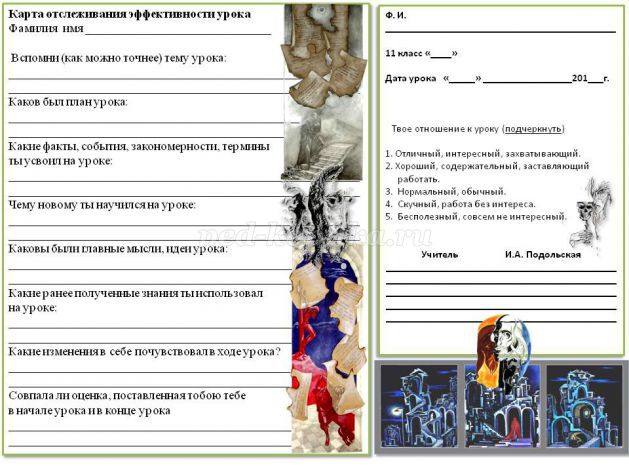 Карта отслеживания эффективности урока
Фамилия имя
Вспомни (как можно точнее) тему урока:
Каков был план урока:
Какие факты, события, закономерности, термины
ты усвоил на уроке:
Чему новому ты научился на уроке:
Каковы были главные мысли, идеи урока:
Какие ранее полученные знания ты использовал
на уроке:
Какие изменения в себе почувствовал в ходе урока?
Совпала ли оценка, поставленная тобою тебе
в начале урока и в конце урока
Ф. И.
11 класс «____»
Дата урока «_____» __________________201___г.
Твое отношение к уроку (подчеркнуть)
1. Отличный, интересный, захватывающий.
2. Хороший, содержательный, заставляющий
работать.
3. Нормальный, обычный.
4. Скучный, работа без интереса.
5. Бесполезный, совсем не интересный.
Учитель И.А. Подольская